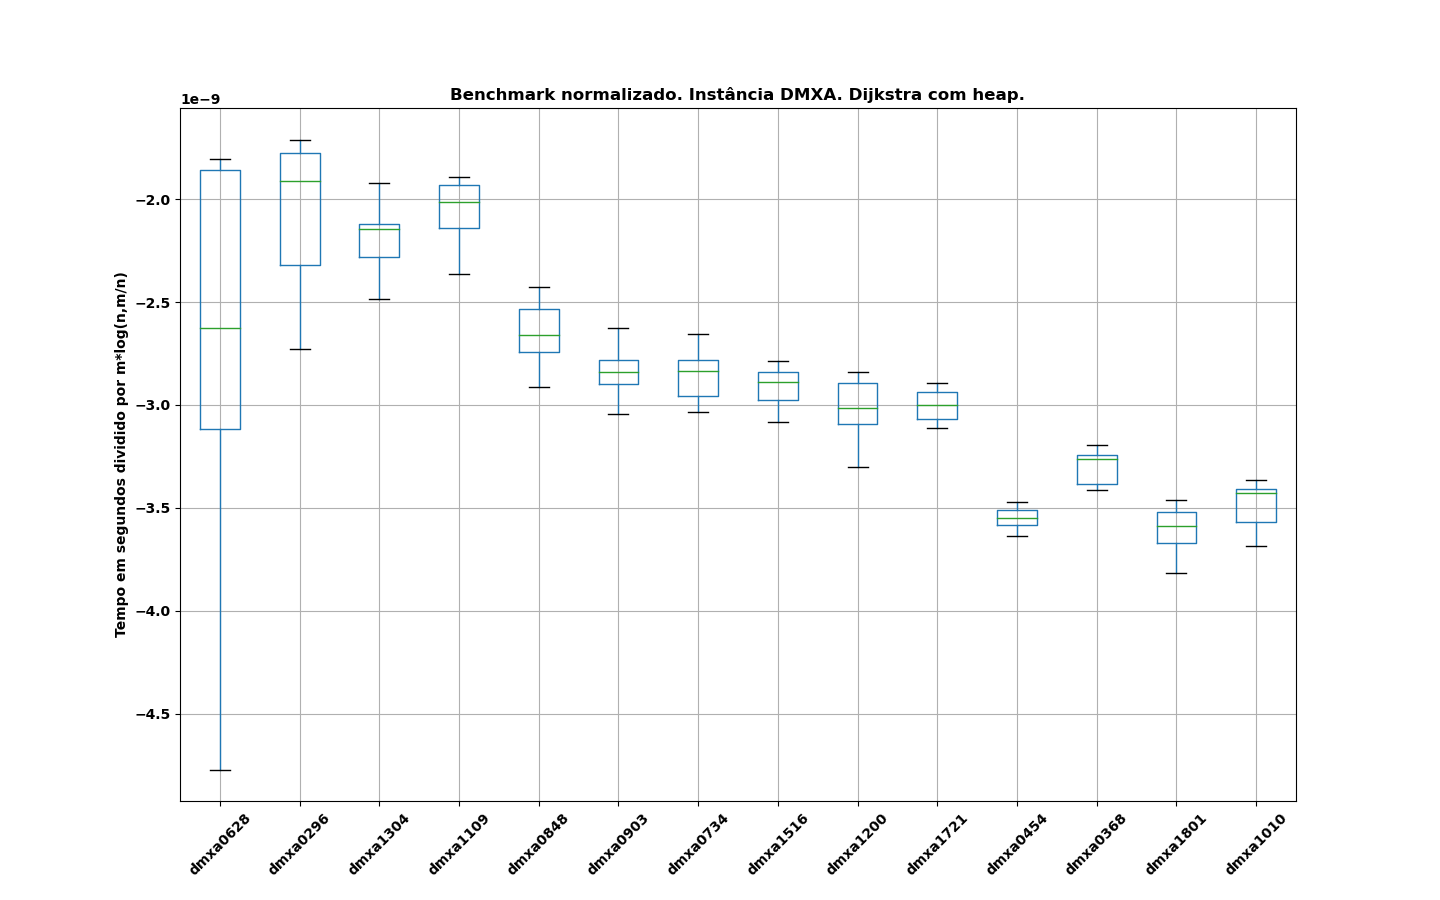 Benchmark normalizado. Instância DMXA. Dijkstra com heap.
1e−9
−2.0
−2.5
−3.0
−3.5
−4.0
−4.5
Tempo em segundos dividido por m*log(n,m/n)
dmxa0628
dmxa0296
dmxa1304
dmxa1109
dmxa0848
dmxa0903
dmxa0734
dmxa1516
dmxa1200
dmxa1721
dmxa0454
dmxa0368
dmxa1801
dmxa1010